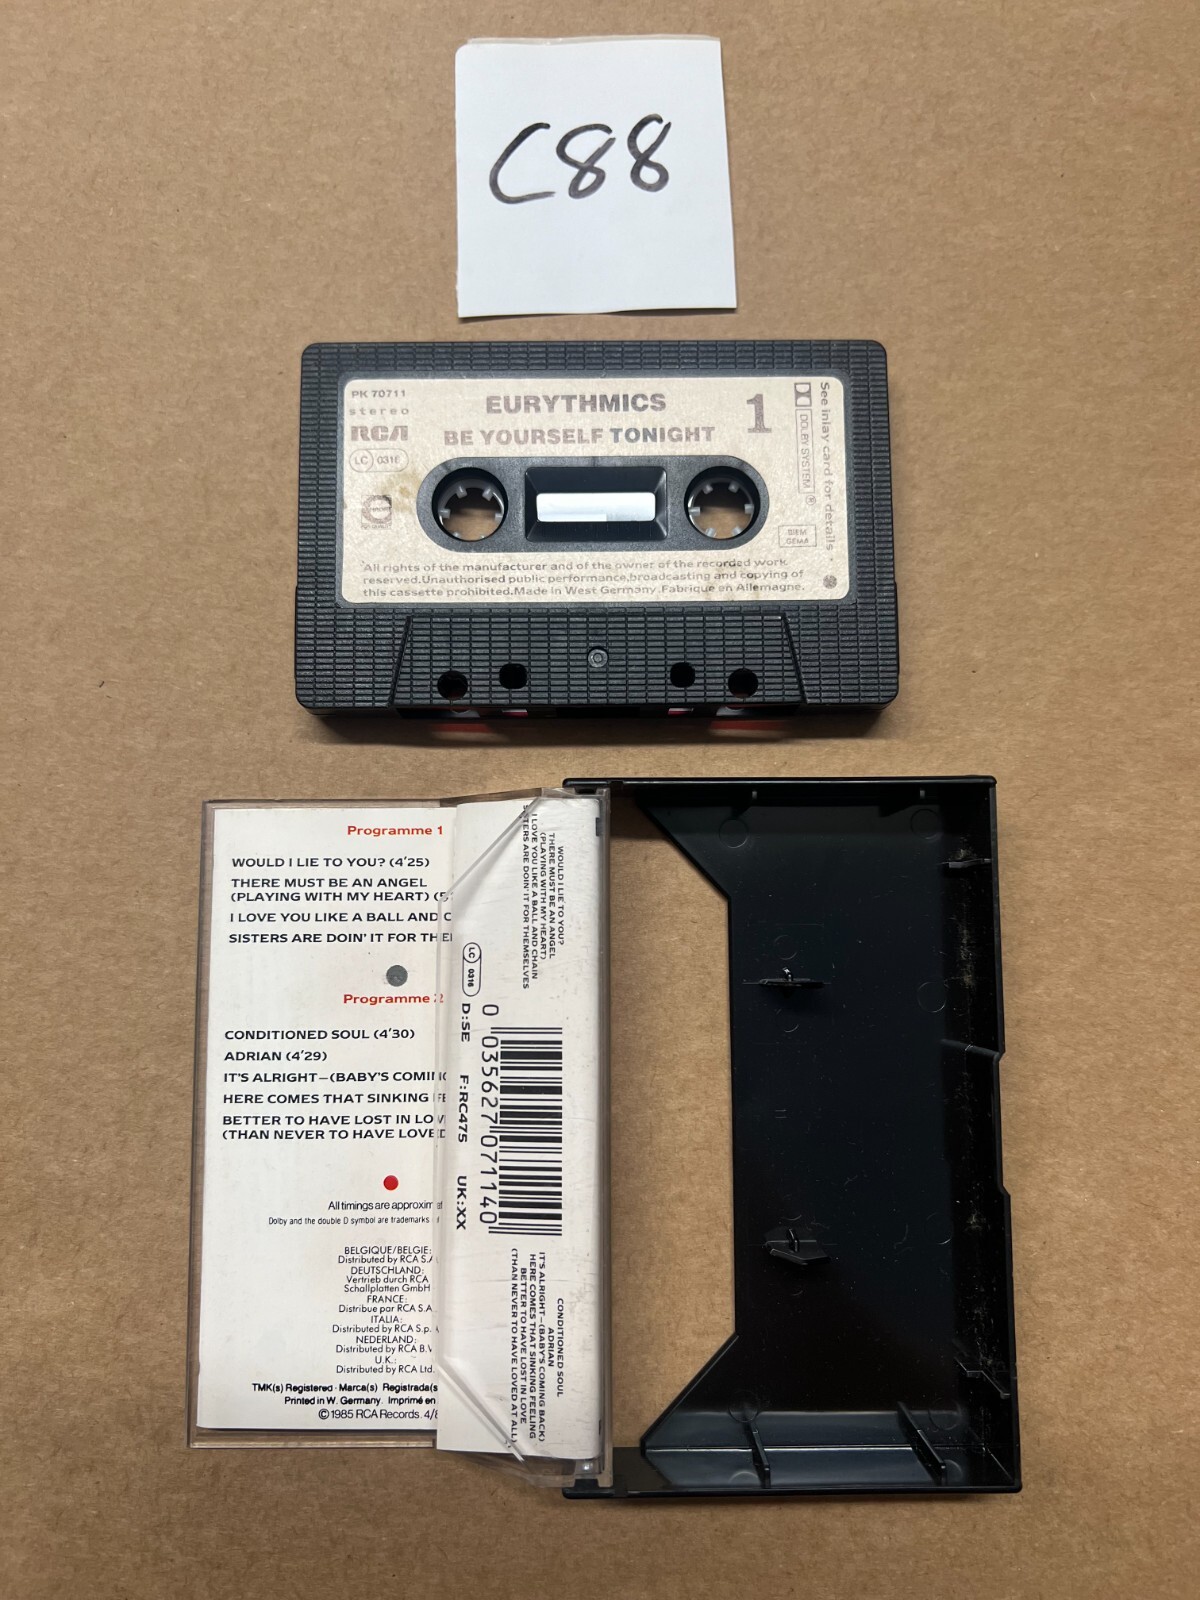 C88
PK 70711
stereo
RCA
LC 0316
EURYTHMICS
BE YOURSELF TONIGHT
1
DOLBY SYSTEM ®
See inlay card for details.
BIEM
GEMA
All rights of the manufacturer and of the owner of the recorded work
reserved.Unauthorised public performance,broadcasting and copying of
this cassette prohibited.Made in West Germany.Fabriqué en Allemagne.
Programme 1
WOULD I LIE TO YOU? (4'25)
THERE MUST BE AN ANGEL
(PLAYING WITH MY HEART)
I LOVE YOU LIKE A BALL AND
SISTERS ARE DOIN' IT FOR
Programme 2
CONDITIONED SOUL (4'30)
ADRIAN (4'29)
IT'S ALRIGHT–(BABY'S
HERE COMES THAT SINKING
BETTER TO HAVE LOST IN
(THAN NEVER TO HAVE
All timings are
Dolby and the double D symbol are trademarks
BELGIQUE/BELGIE:
Distributed by RCA
DEUTSCHLAND:
Vertrieb durch RCA
Schallplatten GmbH
FRANCE:
Distribue par RCA S.A.
ITALIA:
Distributed by RCA S.p.
NEDERLAND:
Distributed by RCA B.V
U.K.:
Distributed by RCA Ltd.
TMK(s) Registered · Marca(s) Registrada(s
Printed in W. Germany. Imprimé en
© 1985 RCA Records.
WOULD I LIE TO YOU?
THERE MUST BE AN ANGEL
(PLAYING WITH MY HEART)
I LOVE YOU LIKE A BALL AND CHAIN
SISTERS ARE DOIN' IT FOR THEMSELVES
LC 0316
D:SE F:RC475 UK:XX
0 035627 071140
CONDITIONED SOUL
ADRIAN
IT'S ALRIGHT–(BABY'S COMING BACK)
HERE COMES THAT SINKING FEELING
BETTER TO HAVE LOST IN LOVE
(THAN NEVER TO HAVE LOVED AT ALL)